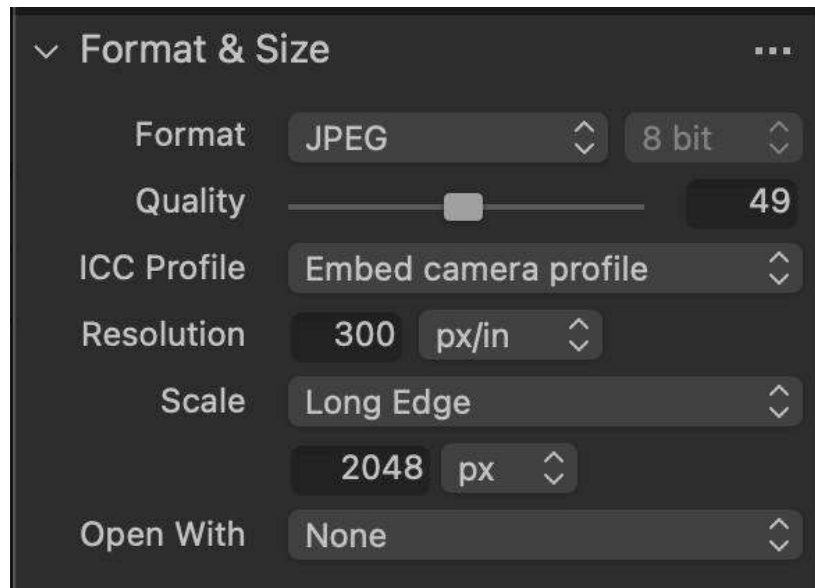 Format & Size
Format JPEG 8 bit
Quality 49
ICC Profile Embed camera profile
Resolution 300 px/in
Scale Long Edge
2048 px
Open With None